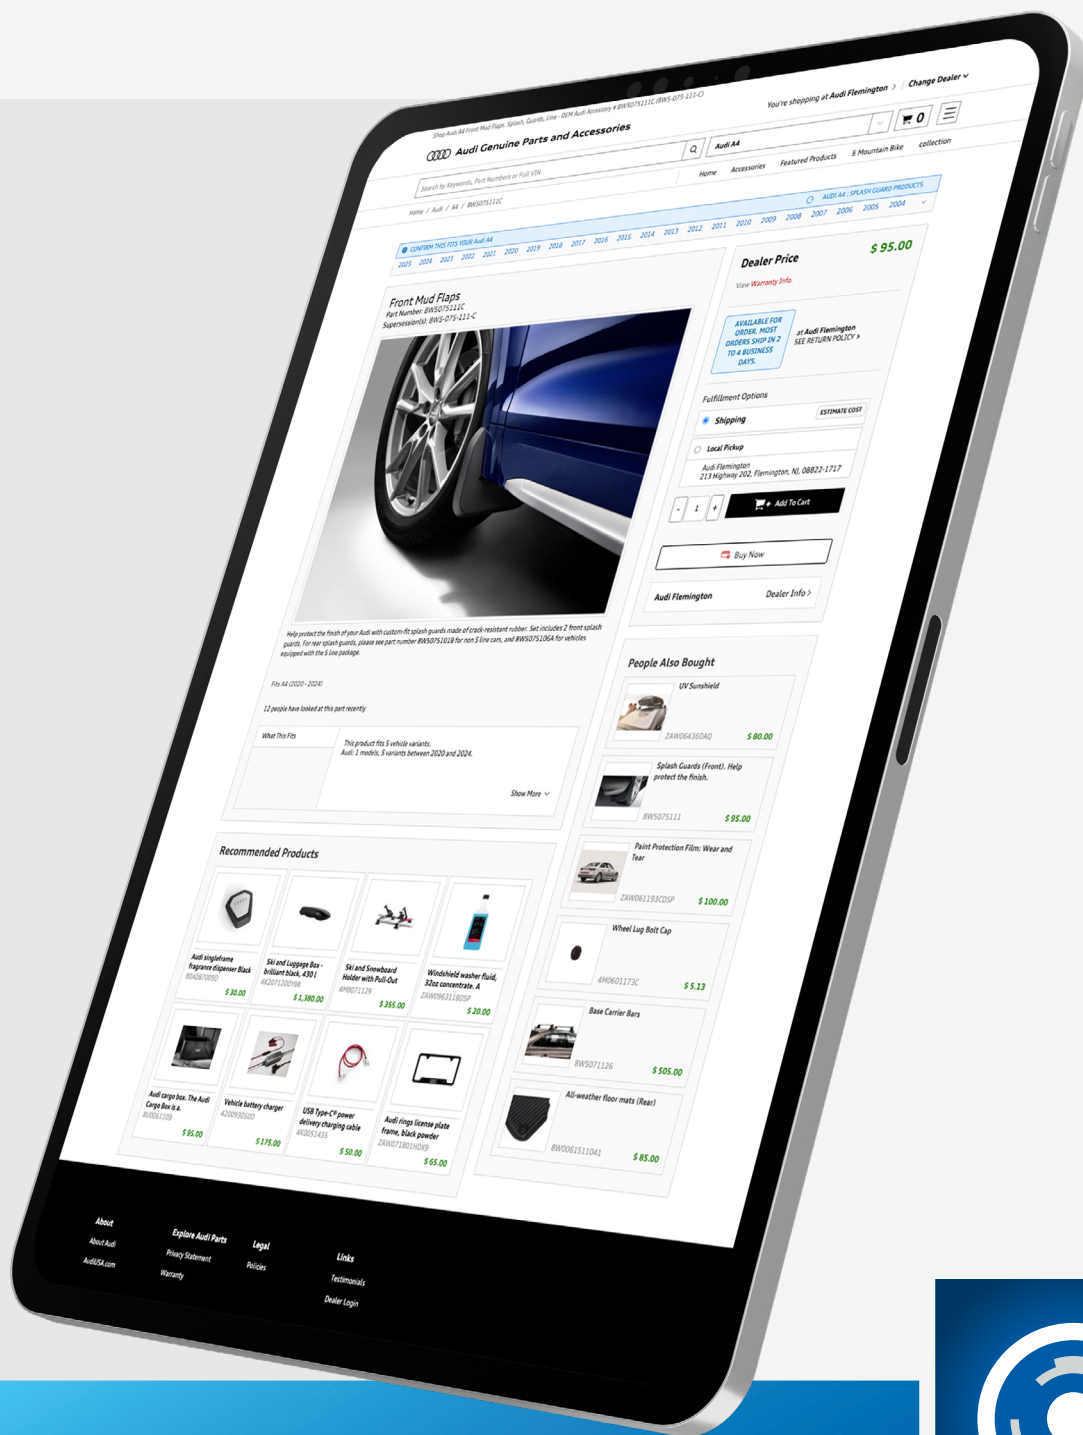 Shop Audi A4 Front Mud Flaps. Splash, Guards, Line - OEM Audi Accessory # 8W5075111C (8W5-075-111-C)
You're shopping at Audi Flemington >
Change Dealer
Audi Genuine Parts and Accessories
Search by Keywords, Part Numbers or Full VIN
Audi A4
0
Home Accessories Featured Products E Mountain Bike collection
Home / Audi / A4 / 8W5075111C
CONFIRM THIS FITS YOUR Audi A4
AUDI A4 : SPLASH GUARD PRODUCTS
2025 2024 2023 2022 2021 2020 2019 2018 2017 2016 2015 2014 2013 2012 2011 2010 2009 2008 2007 2006 2005 2004
Front Mud Flaps
Part Number: 8W5075111C
Supersession(s): 8W5-075-111-C
Help protect the finish of your Audi with custom-fit splash guards made of crack-resistant rubber. Set includes 2 front splash
guards. For rear splash guards, please see part number 8W5075101B for non S line cars, and 8W5075106A for vehicles
equipped with the S line package.
Fits A4 (2020 - 2024)
12 people have looked at this part recently
What This Fits
This product fits 5 vehicle variants.
Audi: 1 models, 5 variants between 2020 and 2024.
Show More
Dealer Price
$ 95.00
View Warranty Info.
AVAILABLE FOR
ORDER. MOST
ORDERS SHIP IN 2
TO 4 BUSINESS
DAYS.
at Audi Flemington
SEE RETURN POLICY >
Fulfillment Options
Shipping
ESTIMATE COST
Local Pickup
Audi Flemington
213 Highway 202, Flemington, NJ, 08822-1717
- 1 +
Add To Cart
Buy Now
Audi Flemington
Dealer Info >
People Also Bought
UV Sunshield
ZAW064360AQ
$ 80.00
Splash Guards (Front). Help
protect the finish.
8W5075111
$ 95.00
Paint Protection Film: Wear and
Tear
ZAW061193CDSP
$ 100.00
Wheel Lug Bolt Cap
4M0601173C
$ 5.13
Base Carrier Bars
8W5071126
$ 505.00
All-weather floor mats (Rear)
8W0061511041
$ 85.00
Recommended Products
Audi singleframe
fragrance dispenser Black
80A087009D
$ 30.00
Ski and Luggage Box -
brilliant black, 430 l
4K2071200Y9B
$ 1,380.00
Ski and Snowboard
Holder with Pull-Out
4M8071129
$ 355.00
Windshield washer fluid,
32oz concentrate. A
ZAW096311805P
$ 20.00
Audi cargo box. The Audi
Cargo Box is a.
8U0061109
$ 95.00
Vehicle battery charger
420093050D
$ 175.00
USB Type-C® power
delivery charging cable
4K0051435
$ 50.00
Audi rings license plate
frame, black powder
ZAW071801H0X9
$ 65.00
About
About Audi
AudiUSA.com
Explore Audi Parts
Privacy Statement
Warranty
Legal
Policies
Links
Testimonials
Dealer Login